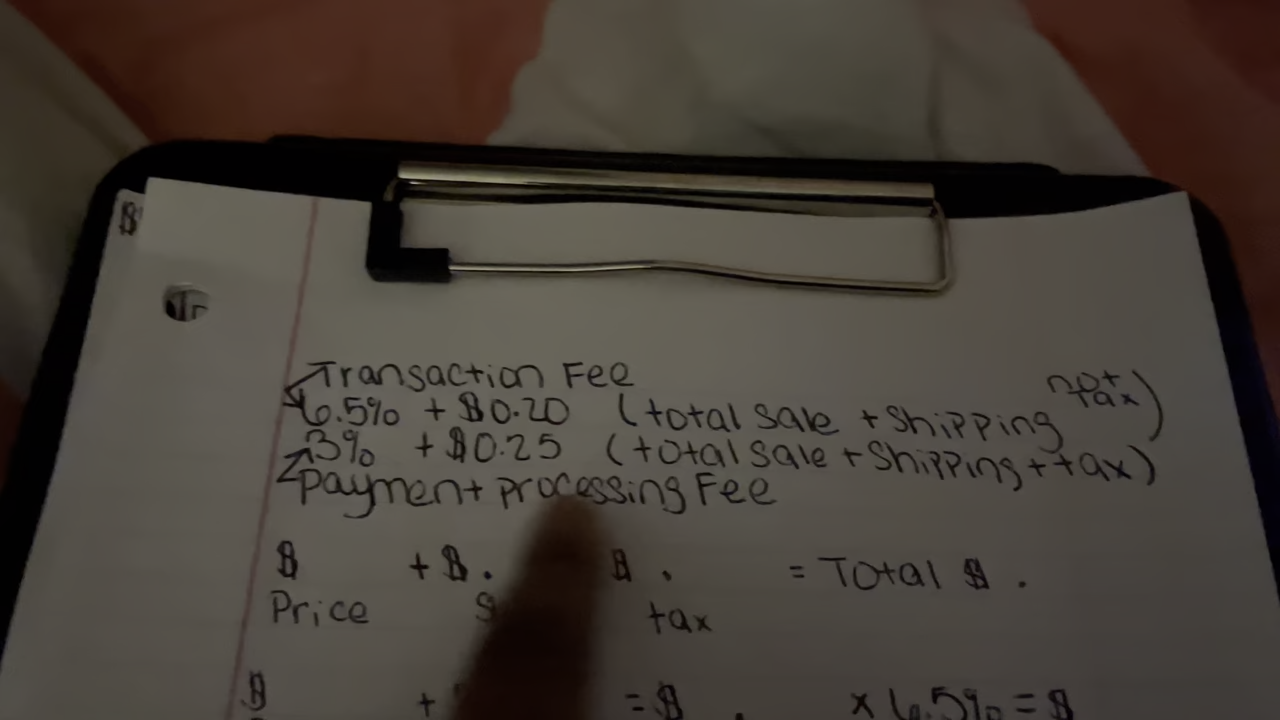 Transaction Fee
6.5% + $0.20 (total sale + shipping not tax)
3% + $0.25 (total sale + shipping + tax)
payment processing Fee
$ + $. $ . = Total $ .
Price tax
$ + = $ . x 6.5% = $